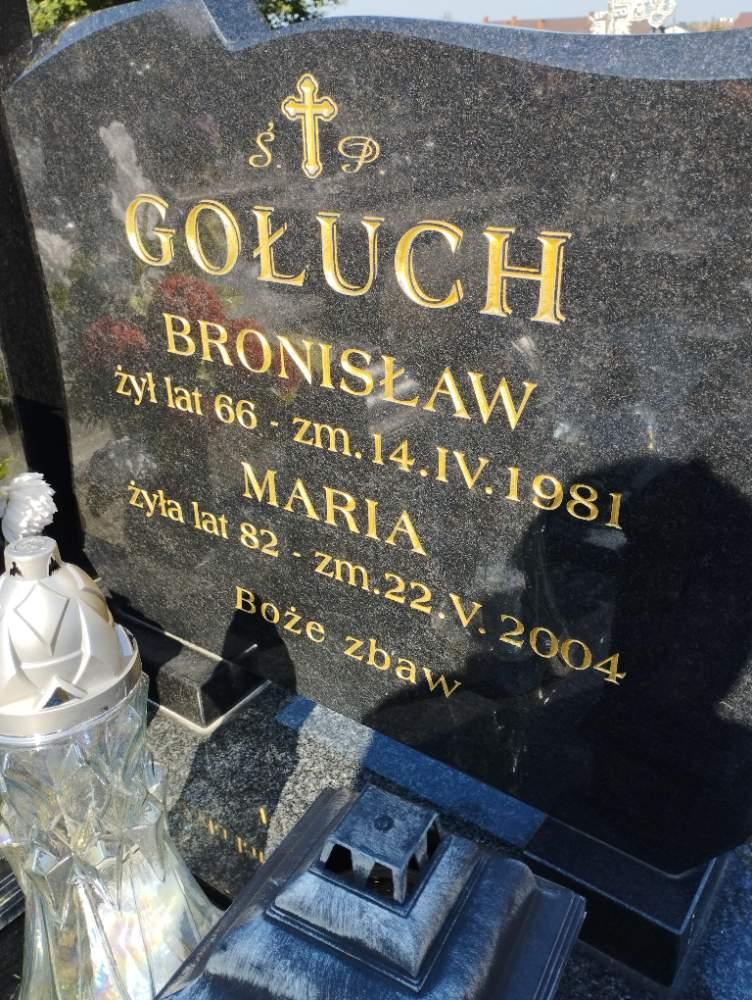 Ś. P
GOŁUCH
BRONISŁAW
żył lat 66 - zm.14.IV.1981
MARIA
żyła lat 82 - zm.22.V.2004
Boże zbaw